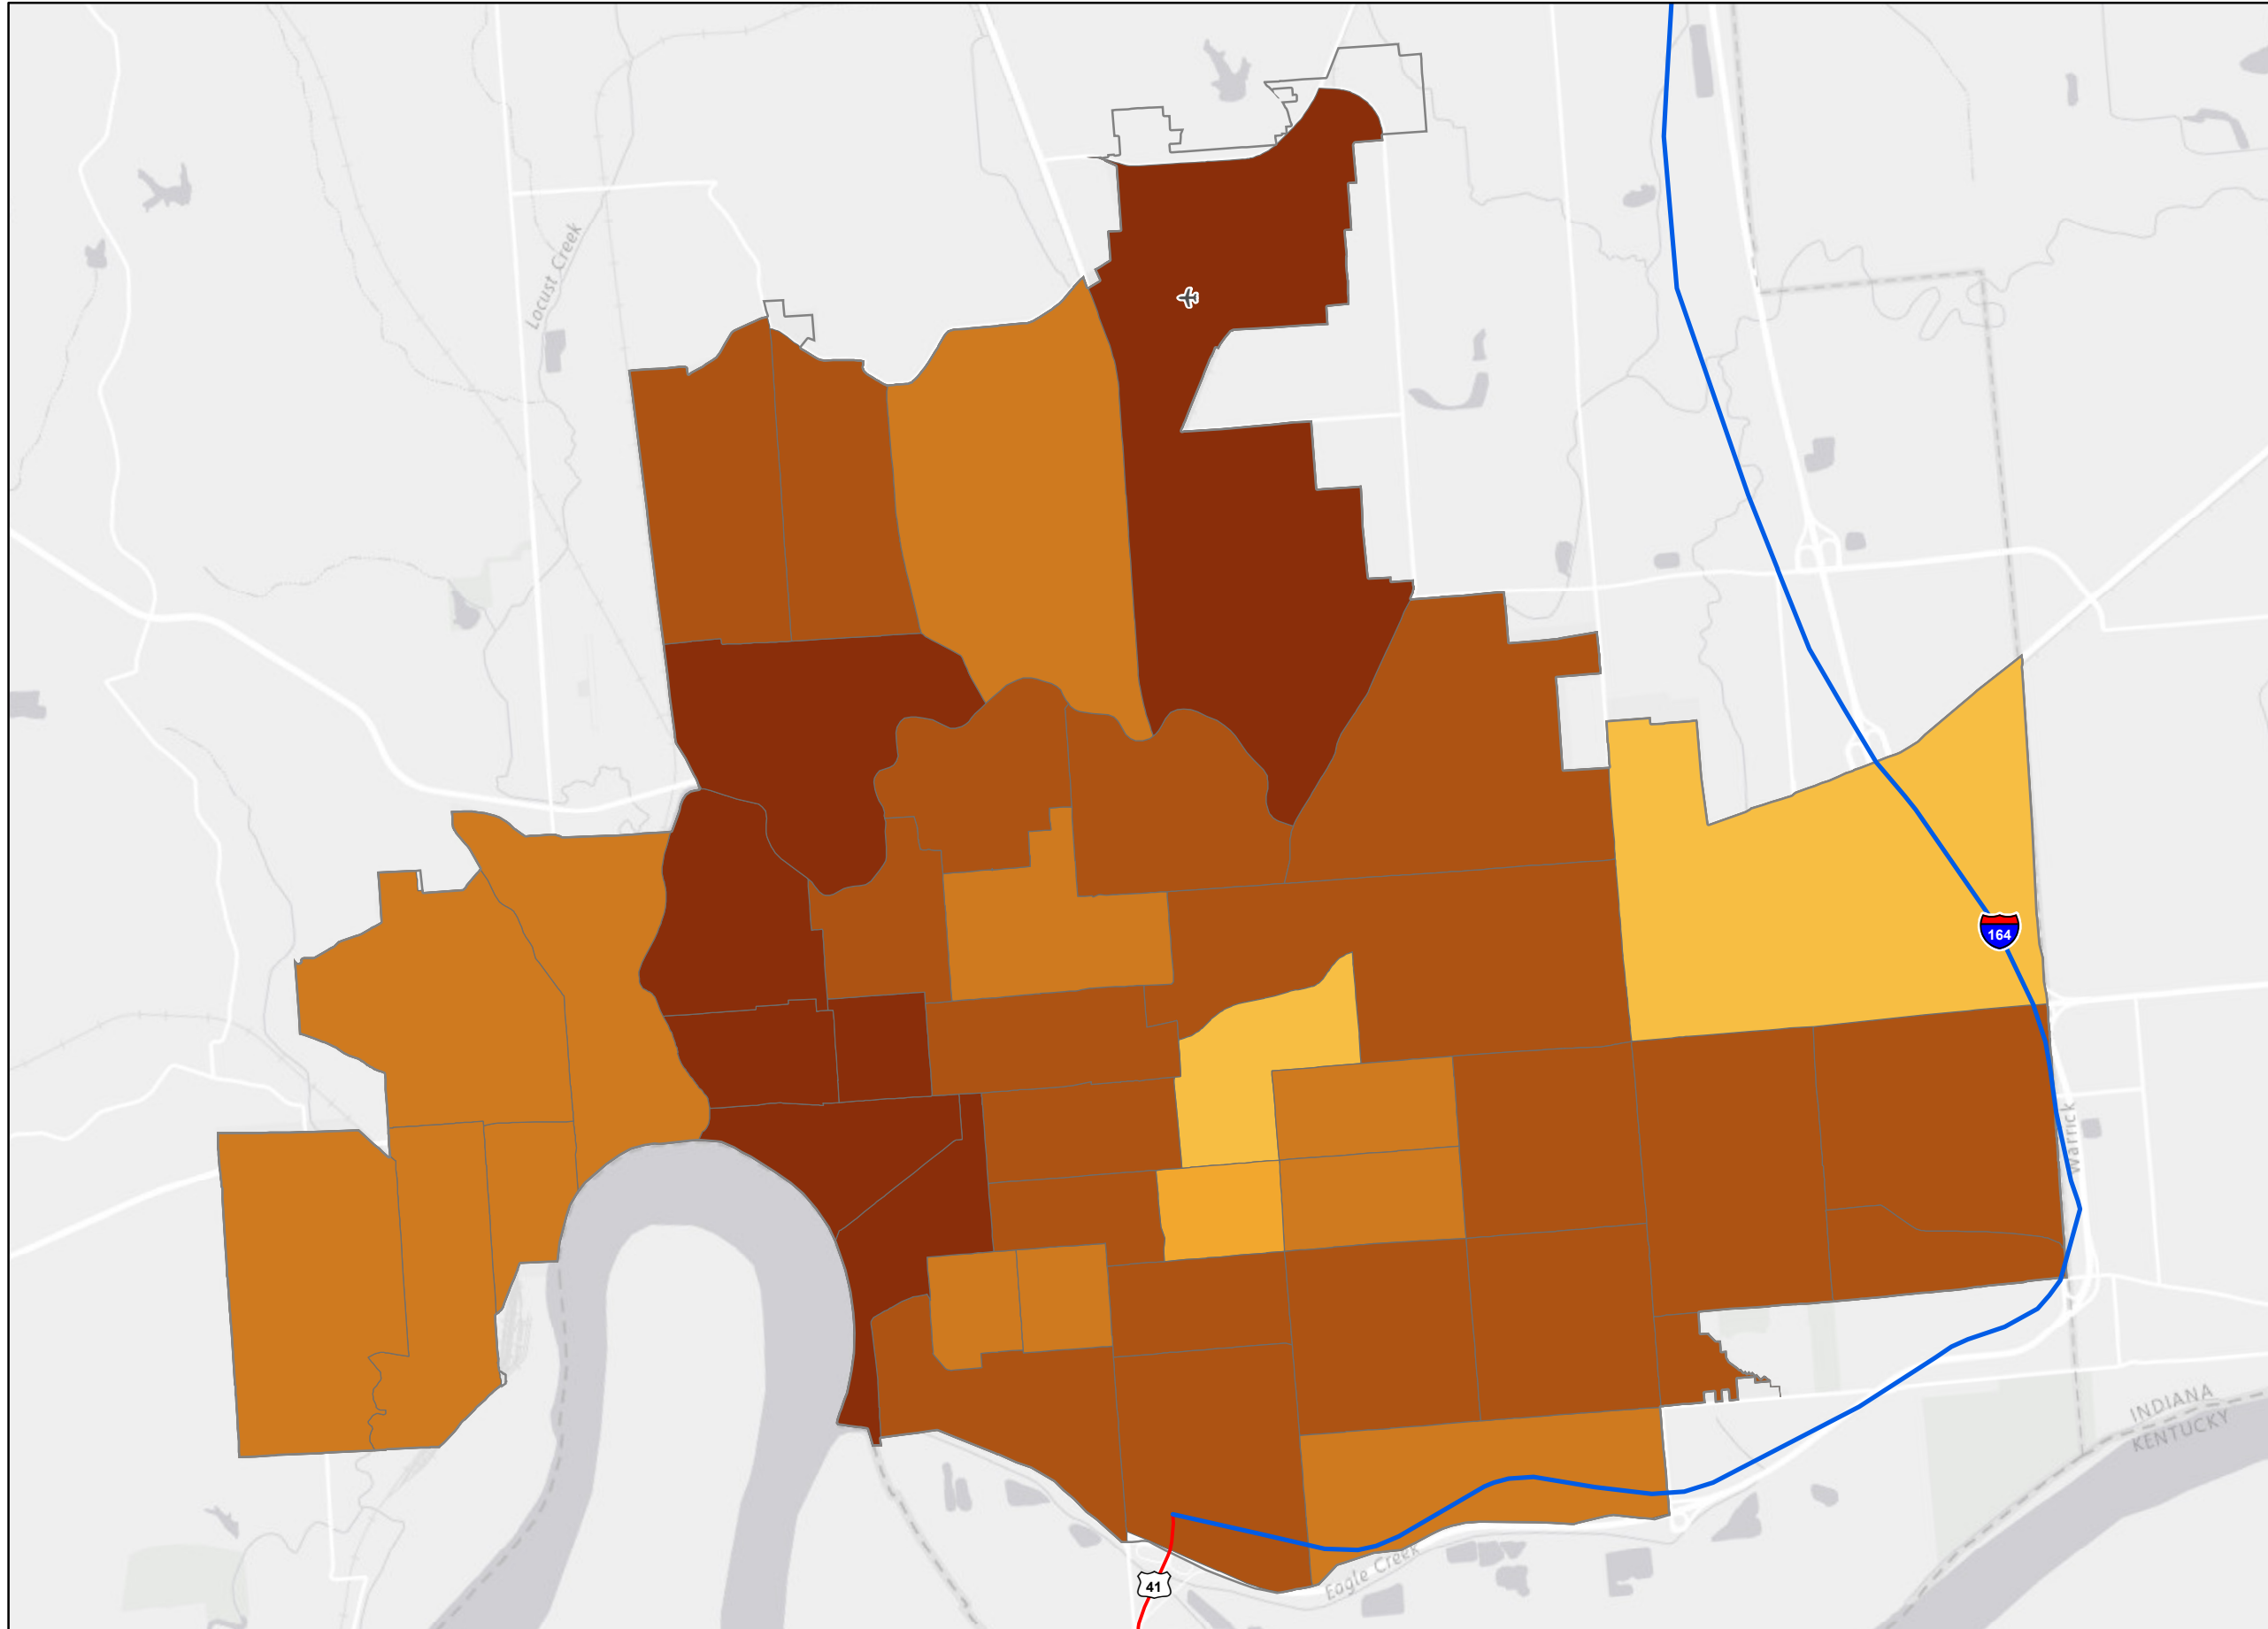 Locust Creek
164
Warrick
INDIANA
KENTUCKY
Eagle Creek
41